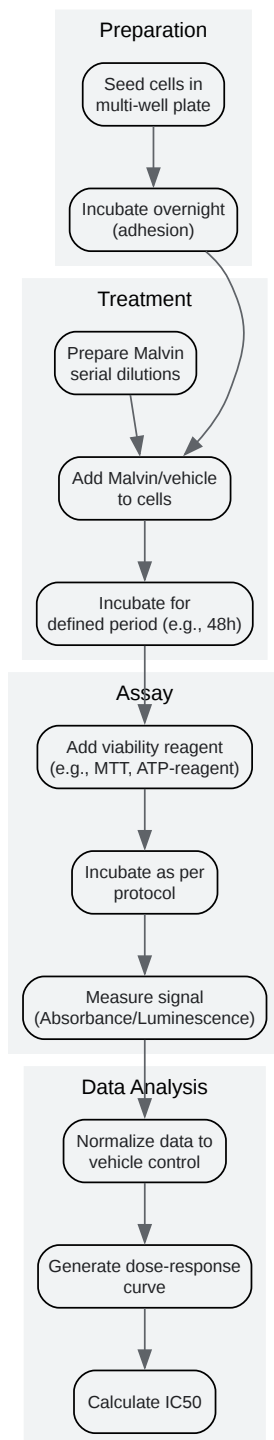 Preparation
Seed cells in
multi-well plate
Incubate overnight
(adhesion)
Treatment
Prepare Malvin
serial dilutions
Add Malvin/vehicle
to cells
Incubate for
defined period (e.g., 48h)
Assay
Add viability reagent
(e.g., MTT, ATP-reagent)
Incubate as per
protocol
Measure signal
(Absorbance/Luminescence)
Data Analysis
Normalize data to
vehicle control
Generate dose-response
curve
Calculate IC50